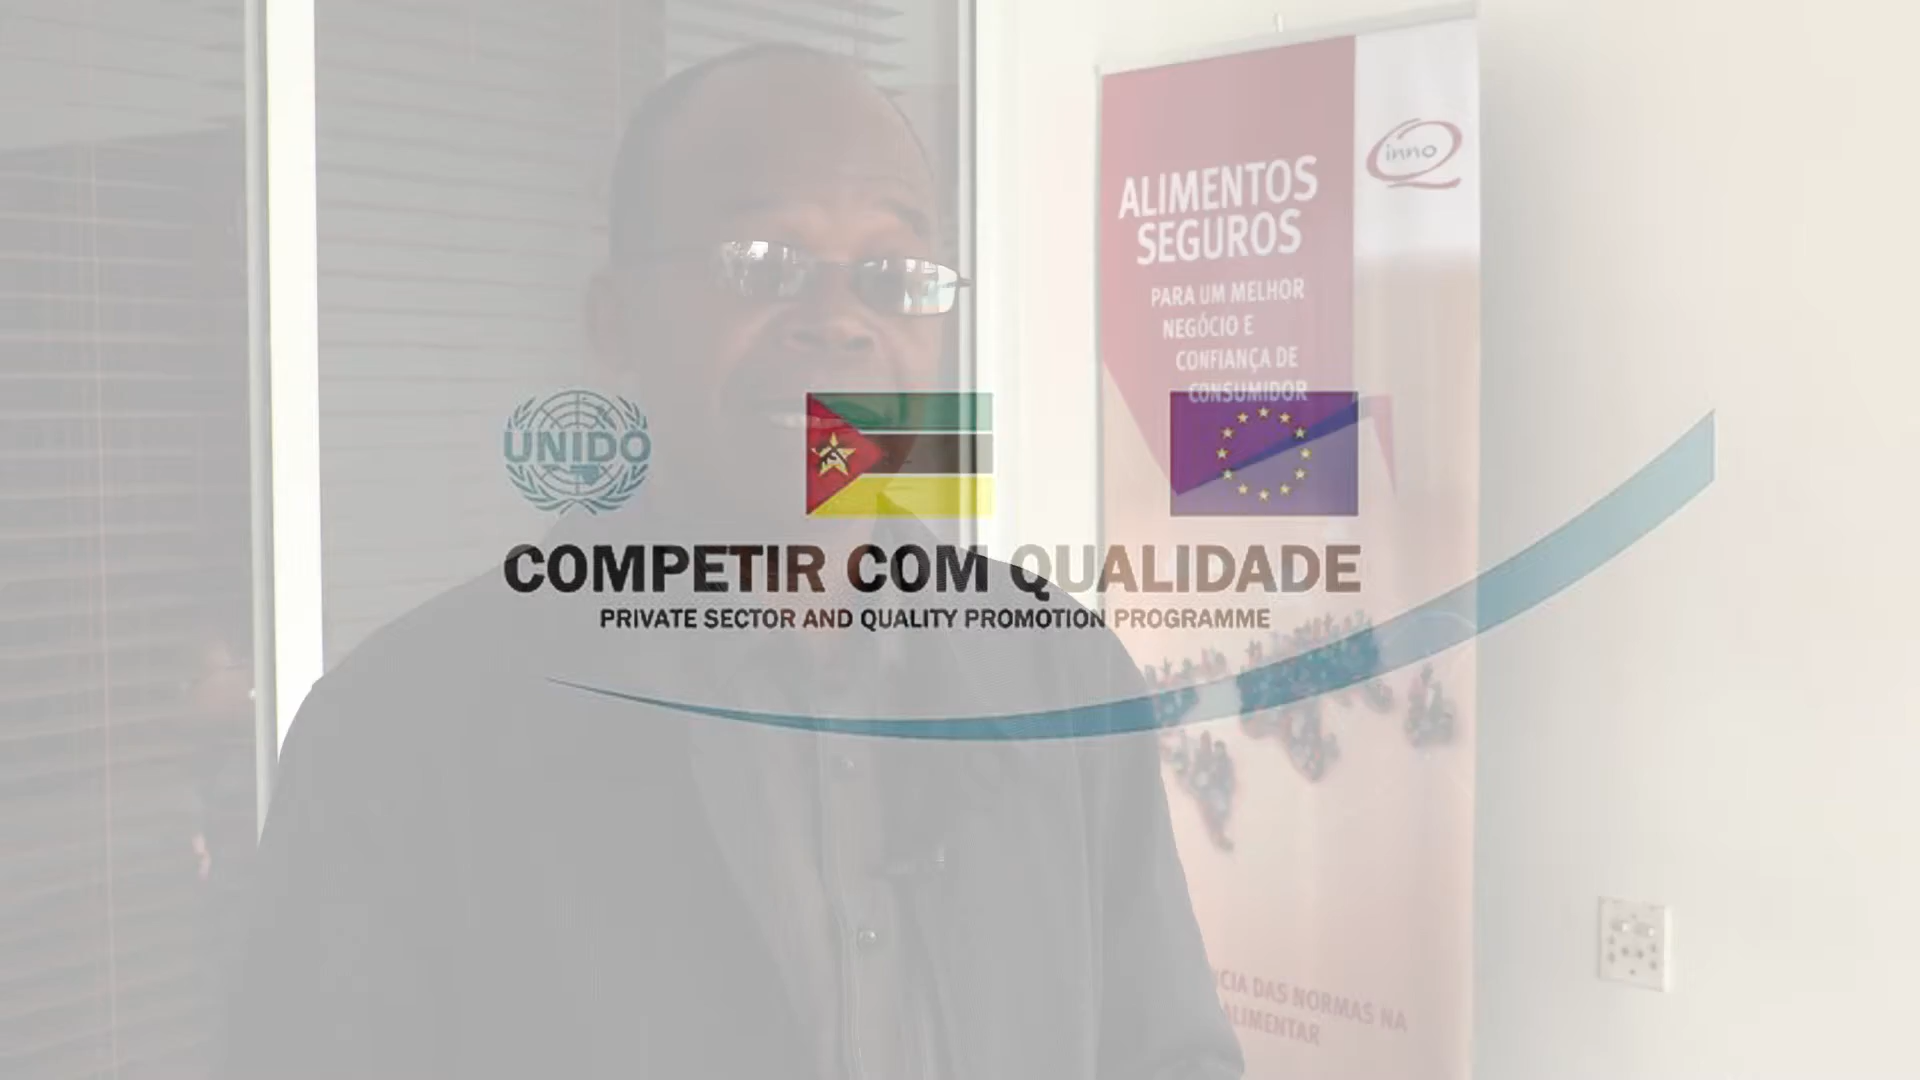 inno
ALIMENTOS
SEGUROS
PARA UM MELHOR
NEGÓCIO E
CONFIANÇA DE
CONSUMIDOR
UNIDO
COMPETIR COM QUALIDADE
PRIVATE SECTOR AND QUALITY PROMOTION PROGRAMME
CIA DAS NORMAS NA
ALIMENTAR